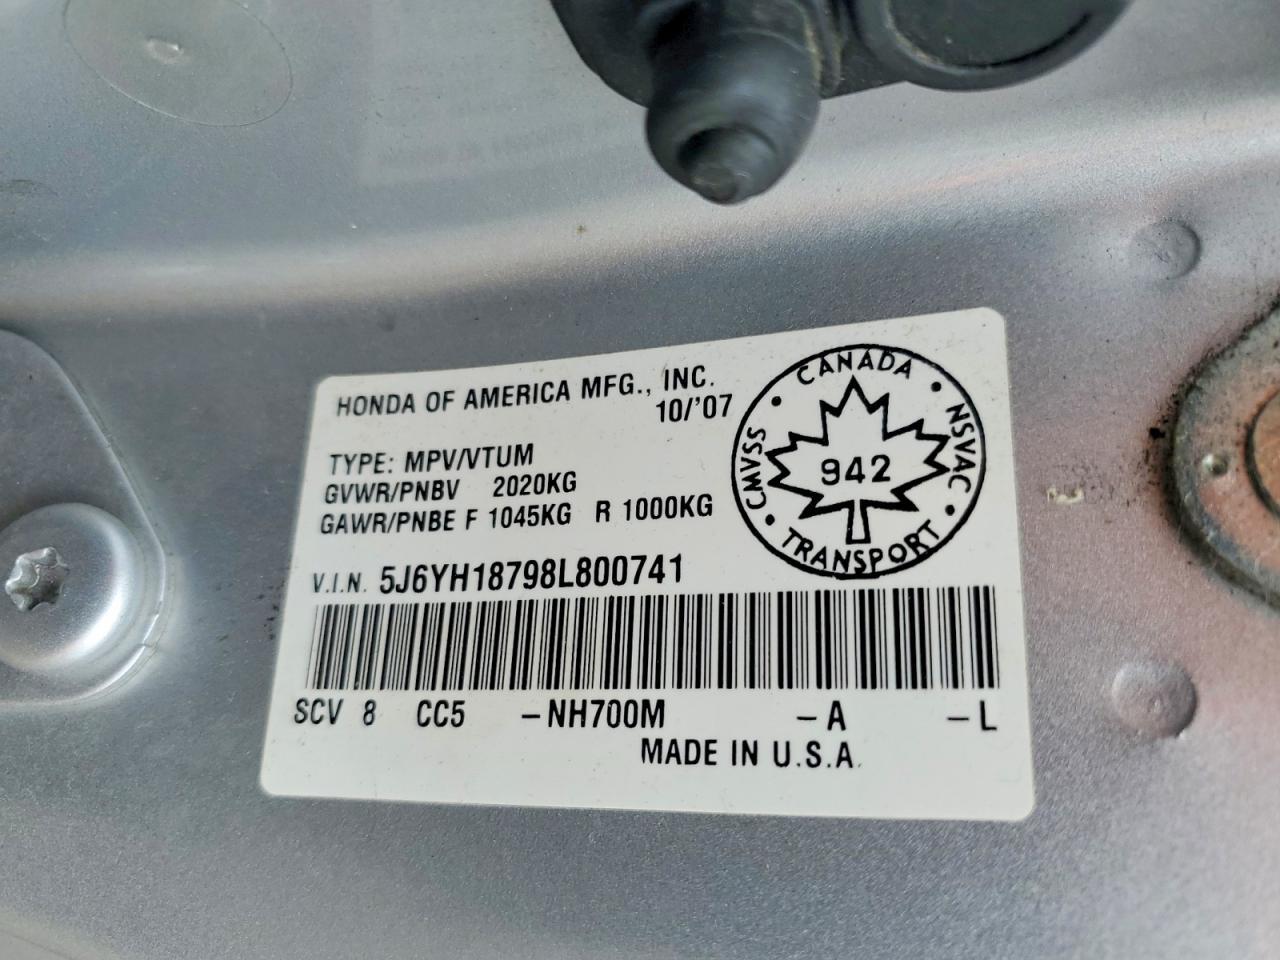 HONDA OF AMERICA MFG., INC.
10/'07
TYPE: MPV/VTUM
GVWR/PNBV 2020KG
GAWR/PNBE F 1045KG R 1000KG
CANADA
CMVSS
942
NSVAC
TRANSPORT
V.I.N. 5J6YH18798L800741
SCV 8 CC5 -NH700M -A -L
MADE IN U.S.A.